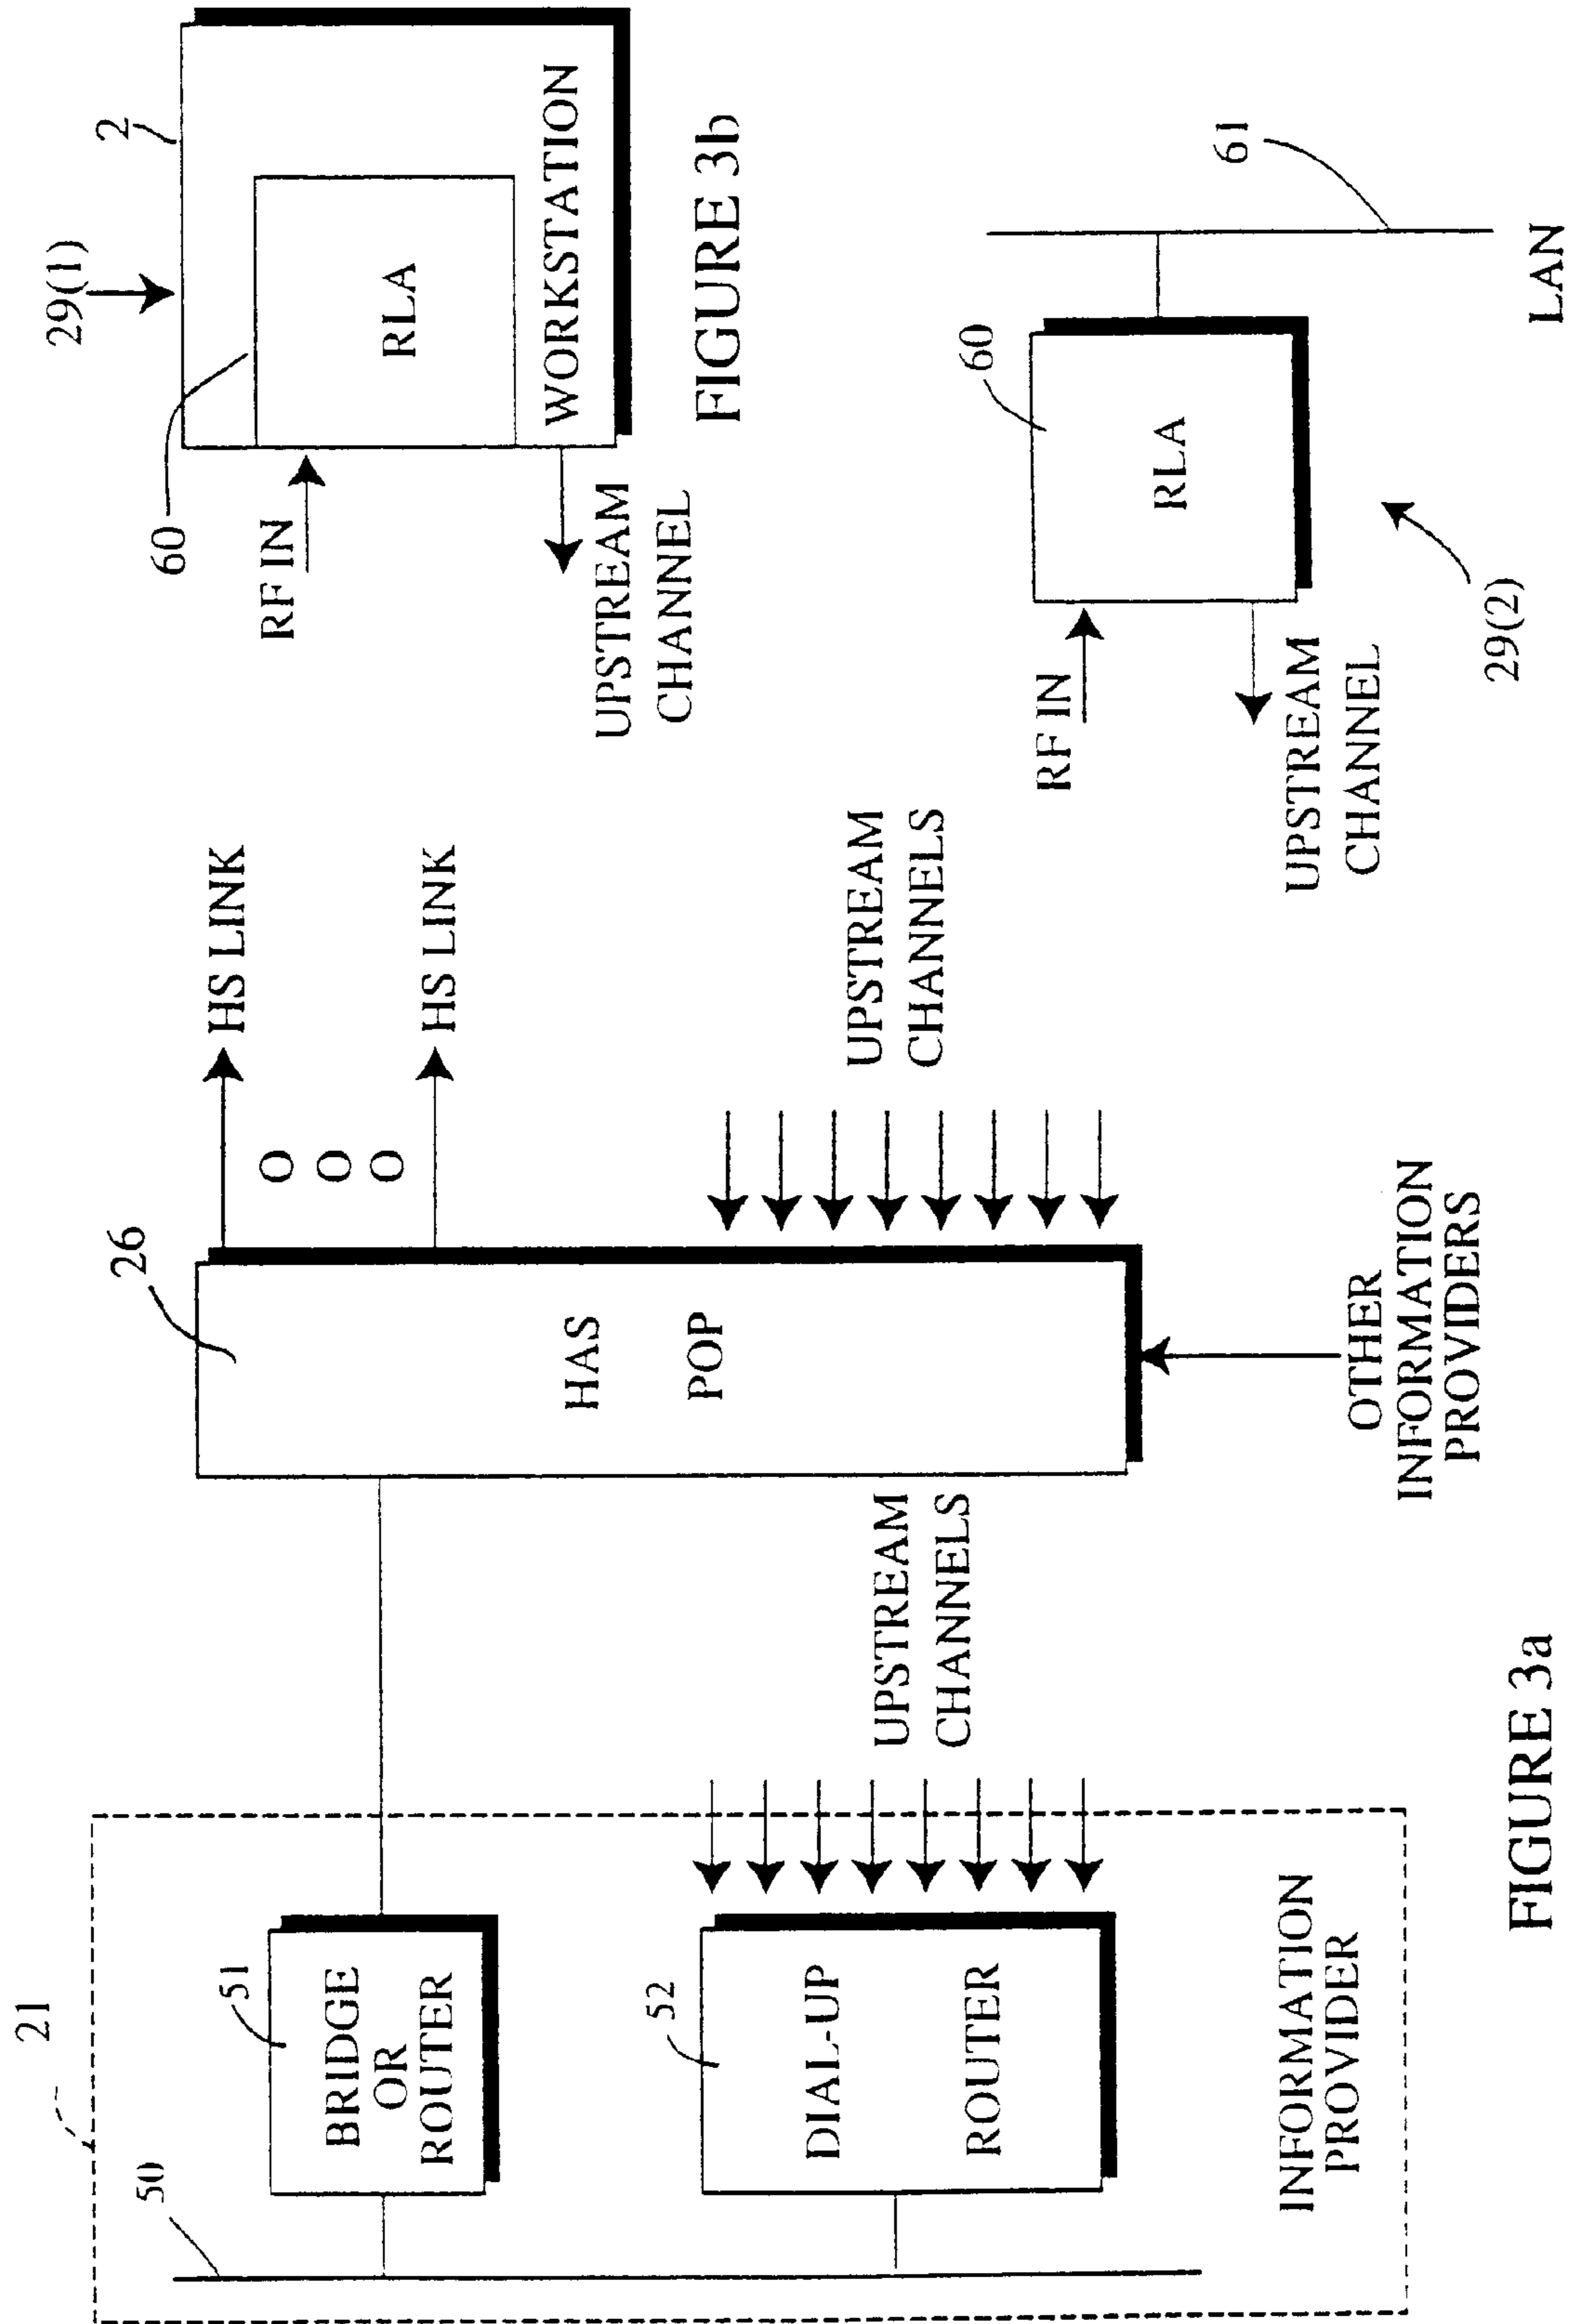 21
50
51
BRIDGE
OR
ROUTER
52
DIAL-UP
ROUTER
INFORMATION
PROVIDER
UPSTREAM
CHANNELS
26
HAS
POP
HS LINK
O
O
O
HS LINK
UPSTREAM
CHANNELS
OTHER
INFORMATION
PROVIDERS
FIGURE 3a
29(1)
2
60
RLA
WORKSTATION
RF IN
UPSTREAM
CHANNEL
FIGURE 3b
60
RLA
RF IN
UPSTREAM
CHANNEL
61
LAN
29(2)